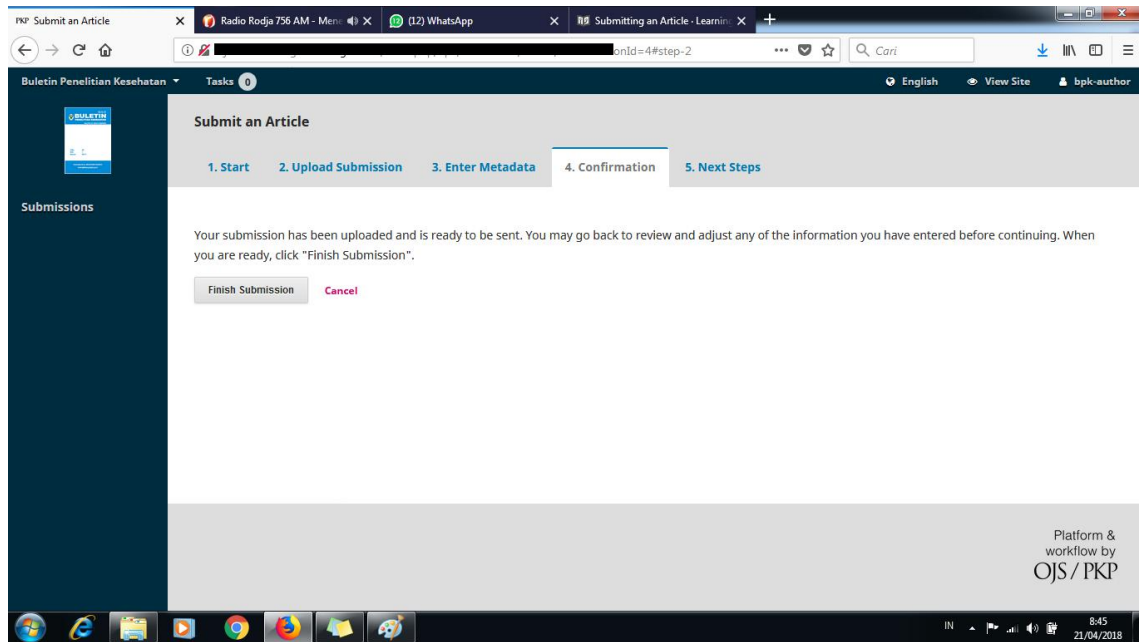 PKP Submit an Article
Radio Rodja 756 AM - Mene
(12) WhatsApp
Submitting an Article - Learning
onId=4#step-2
Cari
Buletin Penelitian Kesehatan
Tasks 0
English
View Site
bpk-author
BULETIN
Submit an Article
1. Start
2. Upload Submission
3. Enter Metadata
4. Confirmation
5. Next Steps
Submissions
Your submission has been uploaded and is ready to be sent. You may go back to review and adjust any of the information you have entered before continuing. When
you are ready, click "Finish Submission".
Finish Submission
Cancel
Platform &
workflow by
OJS / PKP
IN
8:45
21/04/2018